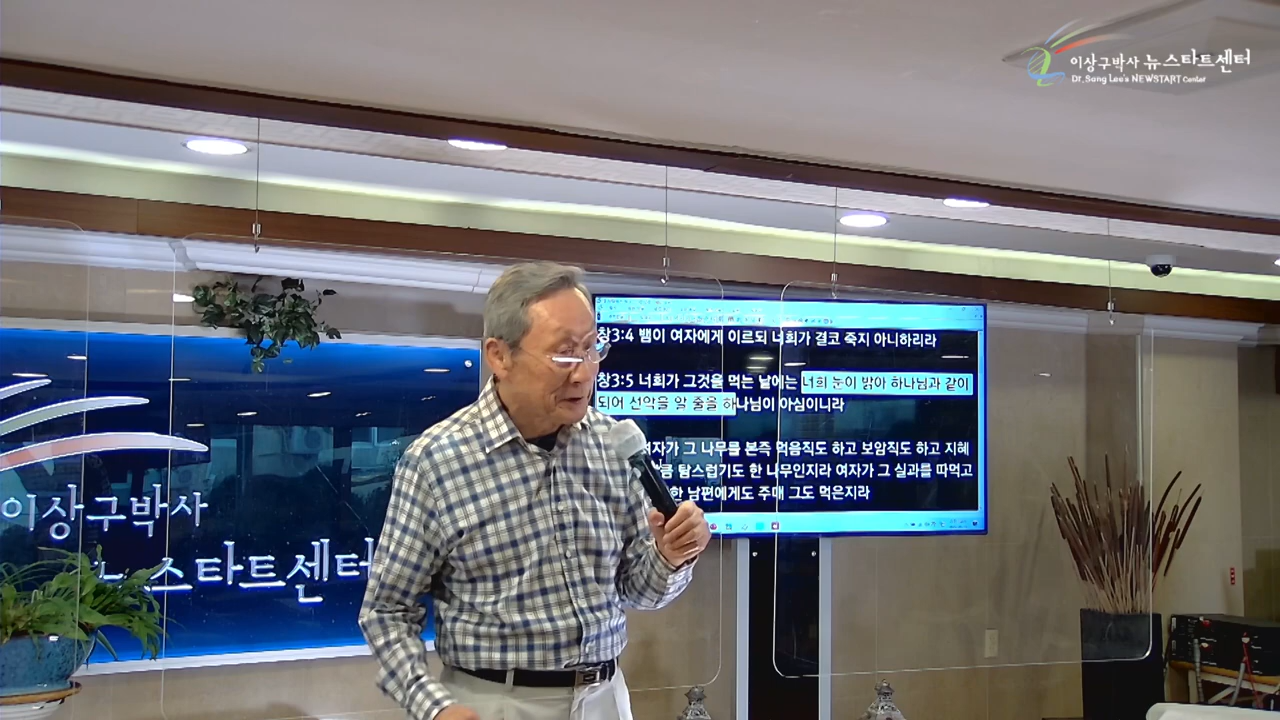 이상구박사 뉴스타트센터
Dr. Sang Lee's NEWSTART Center
창3:4 뱀이 여자에게 이르되 너희가 결코 죽지 아니하리라
창3:5 너희가 그것을 먹는 날에는 너희 눈이 밝아 하나님과 같이
되어 선악을 알 줄을 하나님이 아심이니라
여자가 그 나무를 본즉 먹음직도 하고 보암직도 하고 지혜
탐스럽기도 한 나무인지라 여자가 그 실과를 따먹고
한 남편에게도 주매 그도 먹은지라
이상구박사
스타트센터